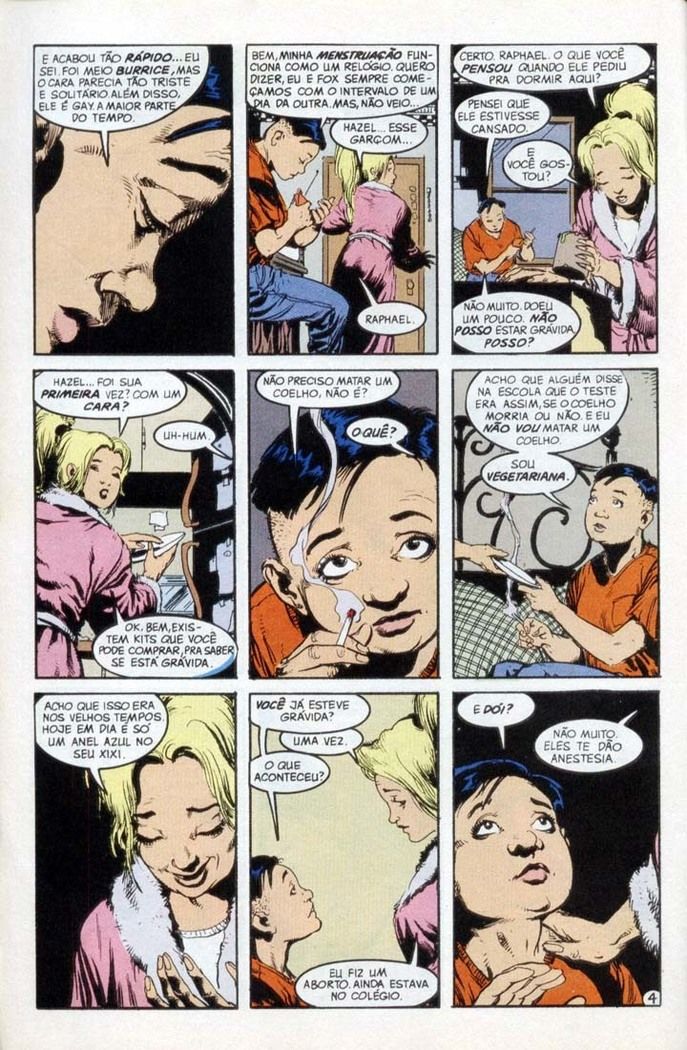 E ACABOU TÃO RÁPIDO... EU
SEI. FOI MEIO BURRICE, MAS
O CARA PARECIA TÃO TRISTE
E SOLITÁRIO. ALÉM DISSO,
ELE É GAY. A MAIOR PARTE
DO TEMPO.
BEM, MINHA MENSTRUAÇÃO FUN-
CIONA COMO UM RELÓGIO. QUERO
DIZER, EU E FOX SEMPRE COME-
ÇAMOS COM O INTERVALO DE UM
DIA DA OUTRA. MAS, NÃO VEIO...
HAZEL... ESSE
GARÇOM...
RAPHAEL.
CERTO. RAPHAEL. O QUE VOCÊ
PENSOU QUANDO ELE PEDIU
PRA DORMIR AQUI?
PENSEI QUE
ELE ESTIVESSE
CANSADO.
E
VOCÊ GOS-
TOU?
NÃO MUITO. DOEU
UM POUCO. NÃO
POSSO ESTAR GRÁVIDA,
POSSO?
HAZEL... FOI SUA
PRIMEIRA VEZ? COM UM
CARA?
UH-HUM.
OK. BEM, EXIS-
TEM KITS QUE VOCÊ
PODE COMPRAR, PRA SABER
SE ESTÁ GRÁVIDA.
NÃO PRECISO MATAR UM
COELHO, NÃO É?
O QUÊ?
ACHO QUE ALGUÉM DISSE
NA ESCOLA QUE O TESTE
ERA ASSIM, SE O COELHO
MORRIA OU NÃO. E EU
NÃO VOU MATAR UM
COELHO.
SOU
VEGETARIANA.
ACHO QUE ISSO ERA
NOS VELHOS TEMPOS.
HOJE EM DIA É SÓ
UM ANEL AZUL NO
SEU XIXI.
VOCÊ JÁ ESTEVE
GRÁVIDA?
UMA VEZ.
O QUE
ACONTECEU?
EU FIZ UM
ABORTO. AINDA ESTAVA
NO COLÉGIO.
E DÓI?
NÃO MUITO.
ELES TE DÃO
ANESTESIA.
4